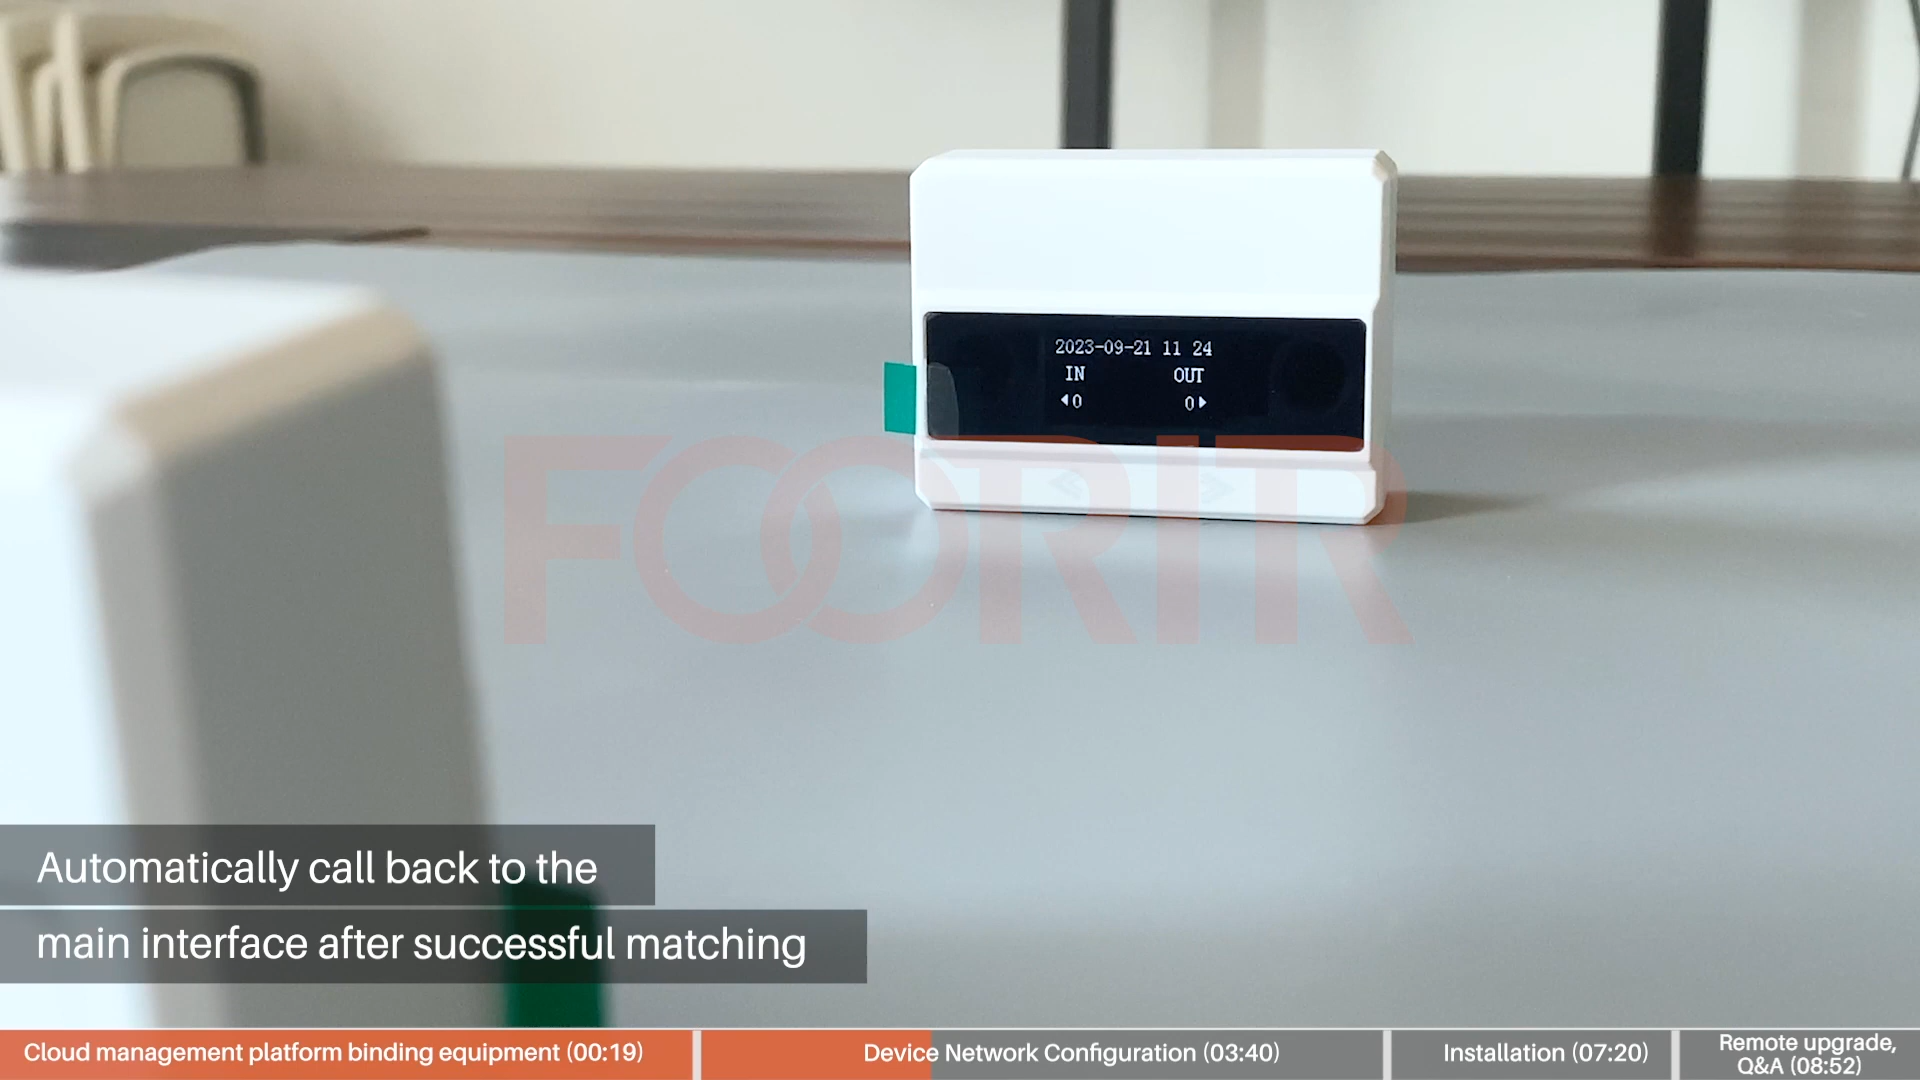 2023-09-21 11 24
IN OUT
0 0
FOORIR
Automatically call back to the
main interface after successful matching
Cloud management platform binding equipment (00:19)
Device Network Configuration (03:40)
Installation (07:20)
Remote upgrade,
Q&A (08:52)